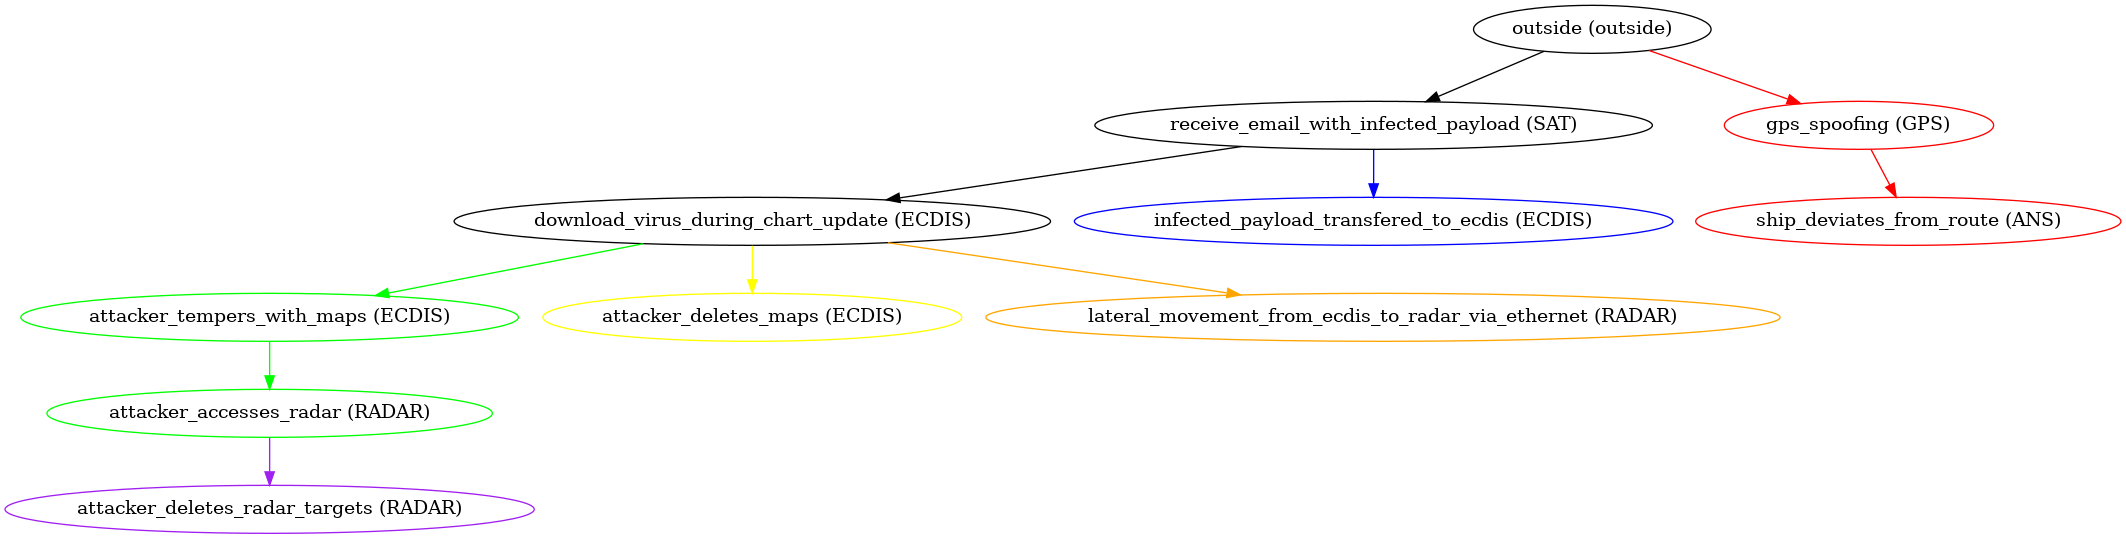 outside (outside)
receive_email_with_infected_payload (SAT)
gps_spoofing (GPS)
download_virus_during_chart_update (ECDIS)
infected_payload_transfered_to_ecdis (ECDIS)
ship_deviates_from_route (ANS)
attacker_tempers_with_maps (ECDIS)
attacker_deletes_maps (ECDIS)
lateral_movement_from_ecdis_to_radar_via_ethernet (RADAR)
attacker_accesses_radar (RADAR)
attacker_deletes_radar_targets (RADAR)